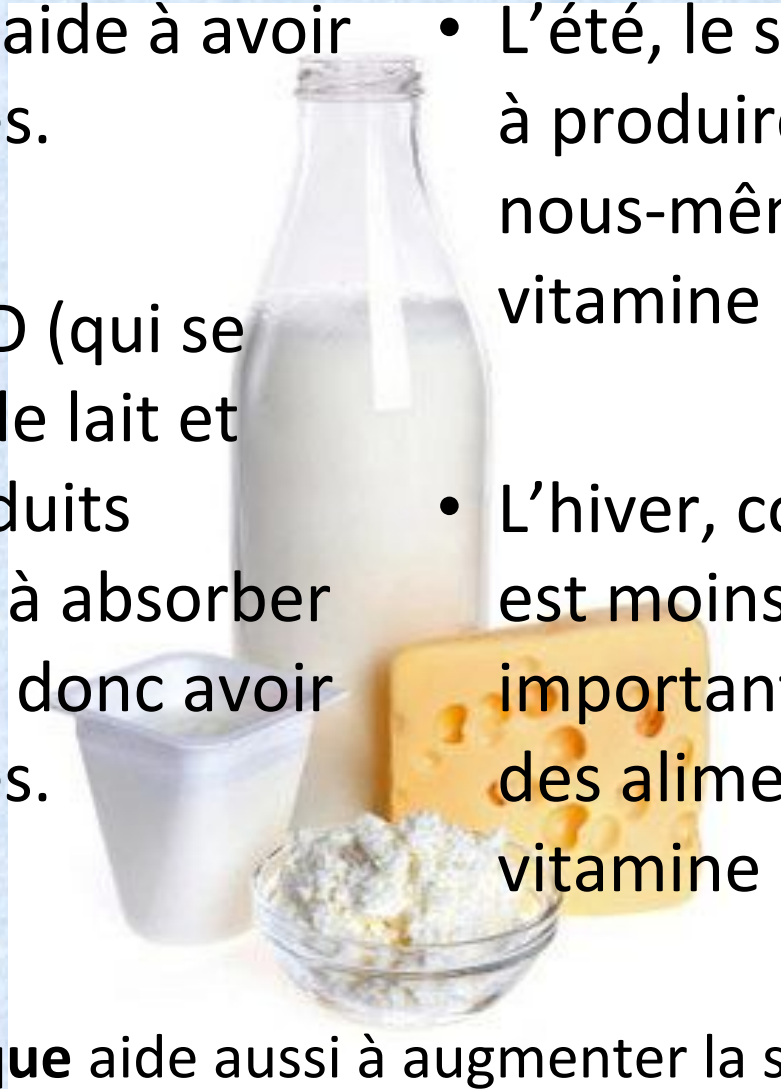 aide à avoir
s.
D (qui se
le lait et
duits
à absorber
donc avoir
s.
• L’été, le s
à produire
nous-mêm
vitamine
• L’hiver, co
est moins
important
des alime
vitamine
que aide aussi à augmenter la s